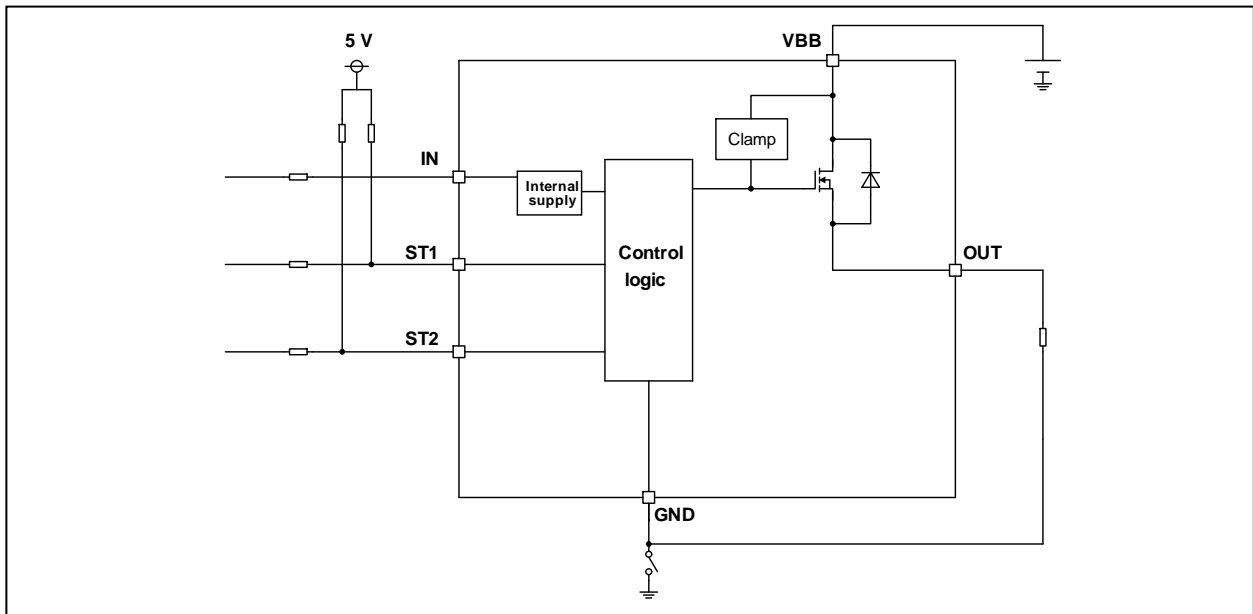 5 V
VBB
Clamp
IN
Internal
supply
ST1
Control
logic
OUT
ST2
GND